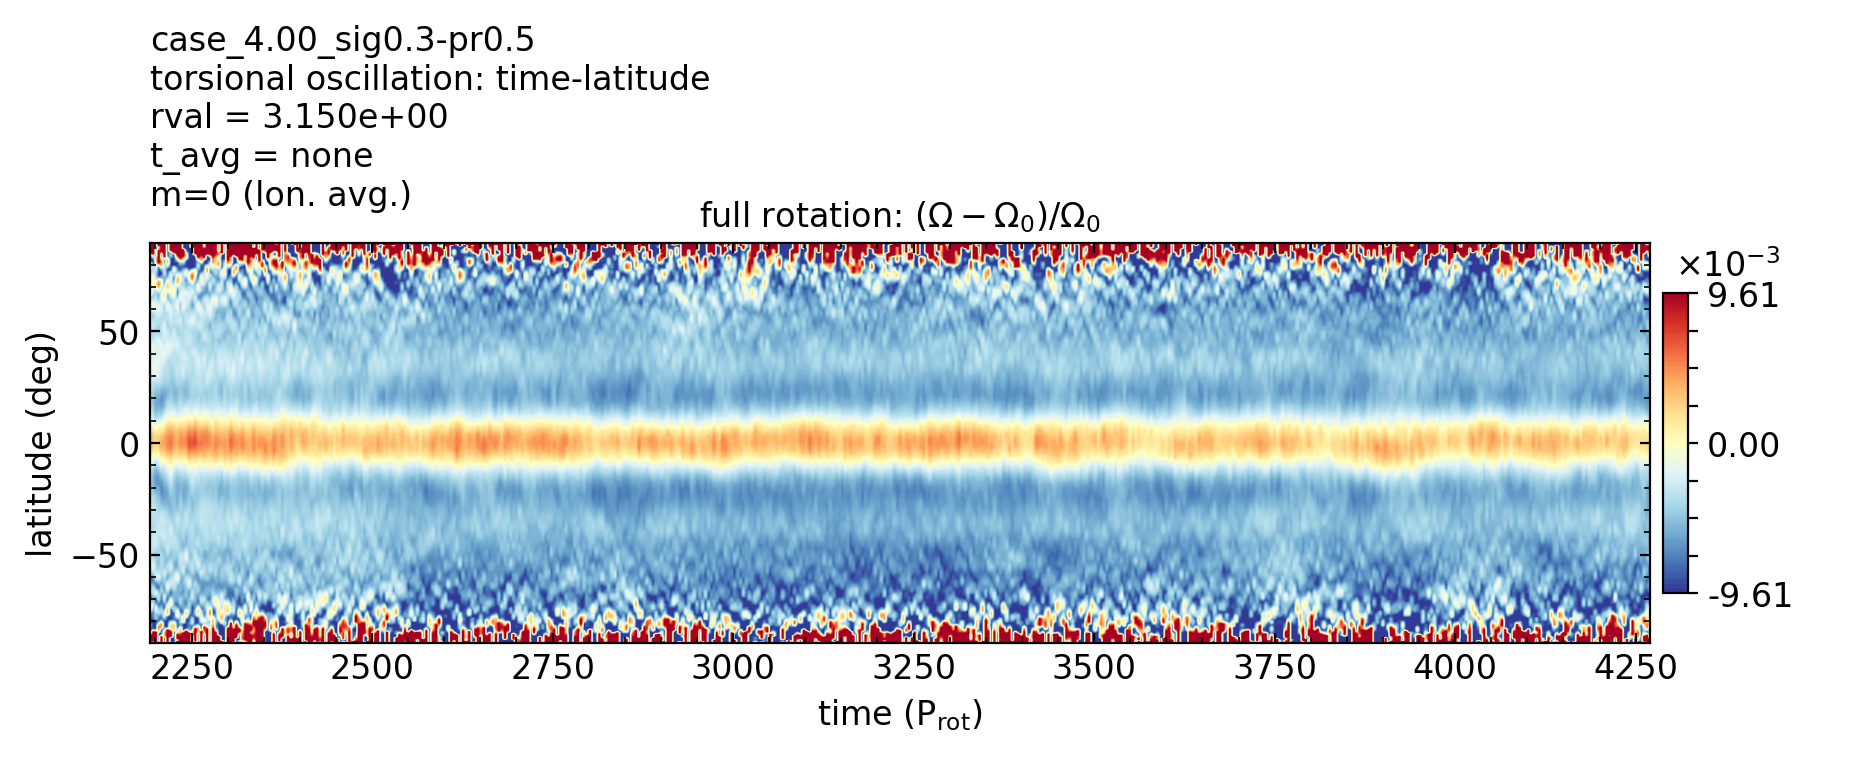 case_4.00_sig0.3-pr0.5
torsional oscillation: time-latitude
rval = 3.150e+00
t_avg = none
m=0 (lon. avg.)
full rotation: (Ω − Ω₀)/Ω₀
×10⁻³
9.61
0.00
-9.61
latitude (deg)
50
0
−50
2250 2500 2750 3000 3250 3500 3750 4000 4250
time (P_rot)